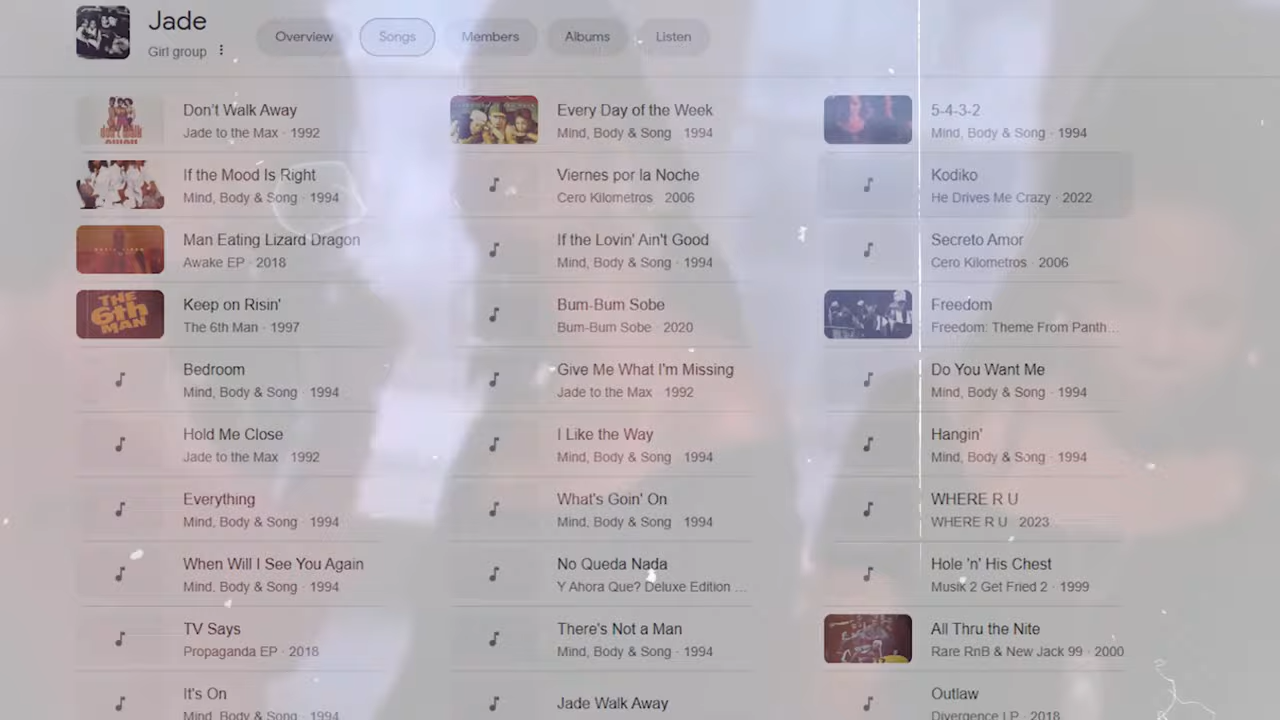 Jade
Girl group
Overview
Songs
Members
Albums
Listen
Don't Walk Away
Jade to the Max · 1992
If the Mood Is Right
Mind, Body & Song · 1994
Man Eating Lizard Dragon
Awake EP · 2018
THE
6th
MAN
Keep on Risin'
The 6th Man · 1997
Bedroom
Mind, Body & Song · 1994
Hold Me Close
Jade to the Max · 1992
Everything
Mind, Body & Song · 1994
When Will I See You Again
Mind, Body & Song · 1994
TV Says
Propaganda EP · 2018
It's On
Mind, Body & Song · 1994
Every Day of the Week
Mind, Body & Song · 1994
Viernes por la Noche
Cero Kilometros · 2006
If the Lovin' Ain't Good
Mind, Body & Song · 1994
Bum-Bum Sobe
Bum-Bum Sobe · 2020
Give Me What I'm Missing
Jade to the Max · 1992
I Like the Way
Mind, Body & Song · 1994
What's Goin' On
Mind, Body & Song · 1994
No Queda Nada
Y Ahora Que? Deluxe Edition ...
There's Not a Man
Mind, Body & Song · 1994
Jade Walk Away
5-4-3-2
Mind, Body & Song · 1994
Kodiko
He Drives Me Crazy · 2022
Secreto Amor
Cero Kilometros · 2006
Freedom
Freedom: Theme From Panth...
Do You Want Me
Mind, Body & Song · 1994
Hangin'
Mind, Body & Song · 1994
WHERE R U
WHERE R U · 2023
Hole 'n' His Chest
Musik 2 Get Fried 2 · 1999
All Thru the Nite
Rare RnB & New Jack 99 · 2000
Outlaw
Divergence LP · 2018